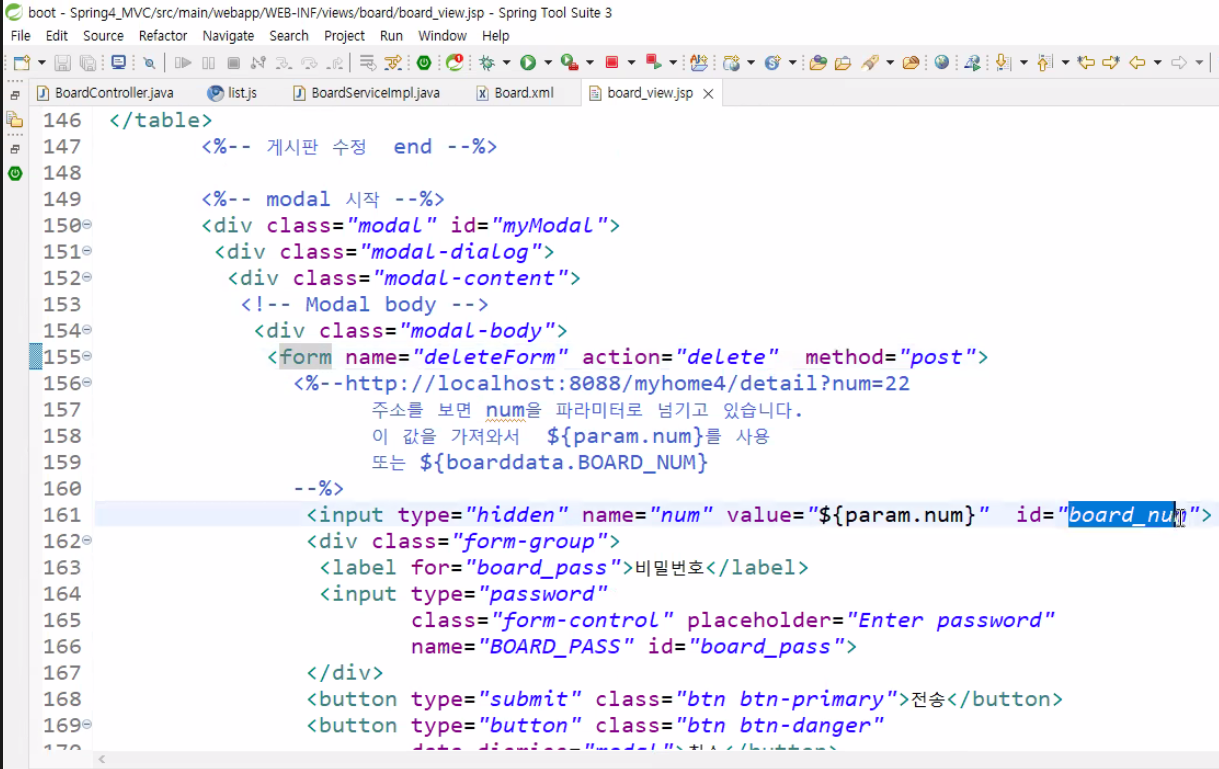 boot - Spring4_MVC/src/main/webapp/WEB-INF/views/board/board_view.jsp - Spring Tool Suite 3
File Edit Source Refactor Navigate Search Project Run Window Help
BoardController.java list.js BoardServiceImpl.java Board.xml board_view.jsp
146 </table>
147 <%-- 게시판 수정 end --%>
148
149 <%-- modal 시작 --%>
150 <div class="modal" id="myModal">
151 <div class="modal-dialog">
152 <div class="modal-content">
153 <!-- Modal body -->
154 <div class="modal-body">
155 <form name="deleteForm" action="delete" method="post">
156 <%--http://localhost:8088/myhome4/detail?num=22
157 주소를 보면 num을 파라미터로 넘기고 있습니다.
158 이 값을 가져와서 ${param.num}를 사용
159 또는 ${boarddata.BOARD_NUM}
160 --%>
161 <input type="hidden" name="num" value="${param.num}" id="board_num">
162 <div class="form-group">
163 <label for="board_pass">비밀번호</label>
164 <input type="password"
165 class="form-control" placeholder="Enter password"
166 name="BOARD_PASS" id="board_pass">
167 </div>
168 <button type="submit" class="btn btn-primary">전송</button>
169 <button type="button" class="btn btn-danger"
170 data-dismiss="modal">취소</button>